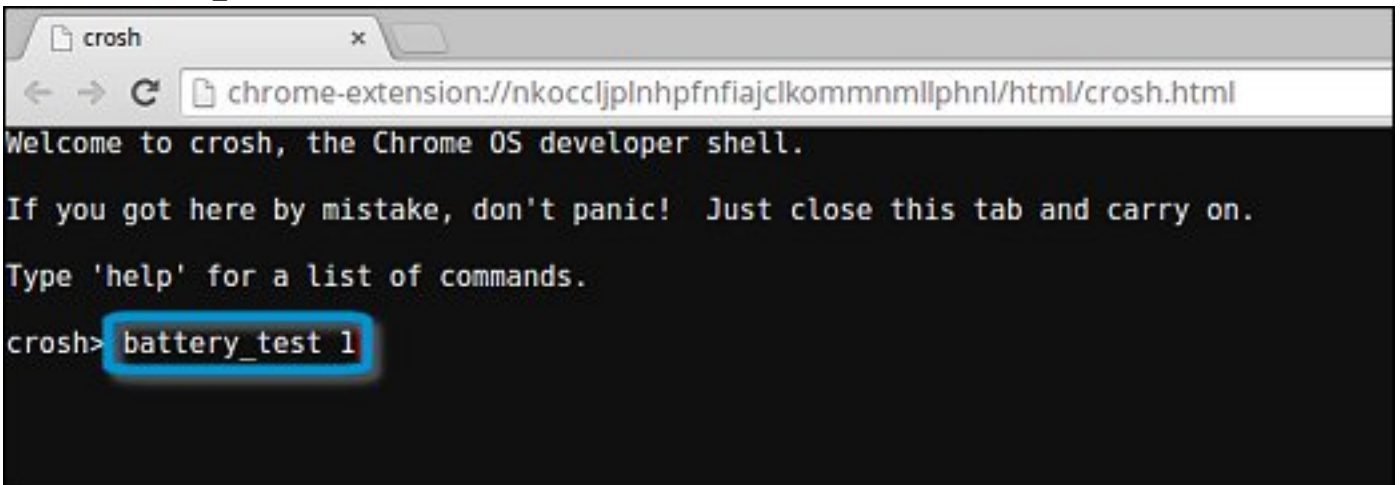 crosh
chrome-extension://nkoccljplnhpfnfiajclkommnmllphnl/html/crosh.html
Welcome to crosh, the Chrome OS developer shell.
If you got here by mistake, don't panic!  Just close this tab and carry on.
Type 'help' for a list of commands.
crosh> battery_test 1